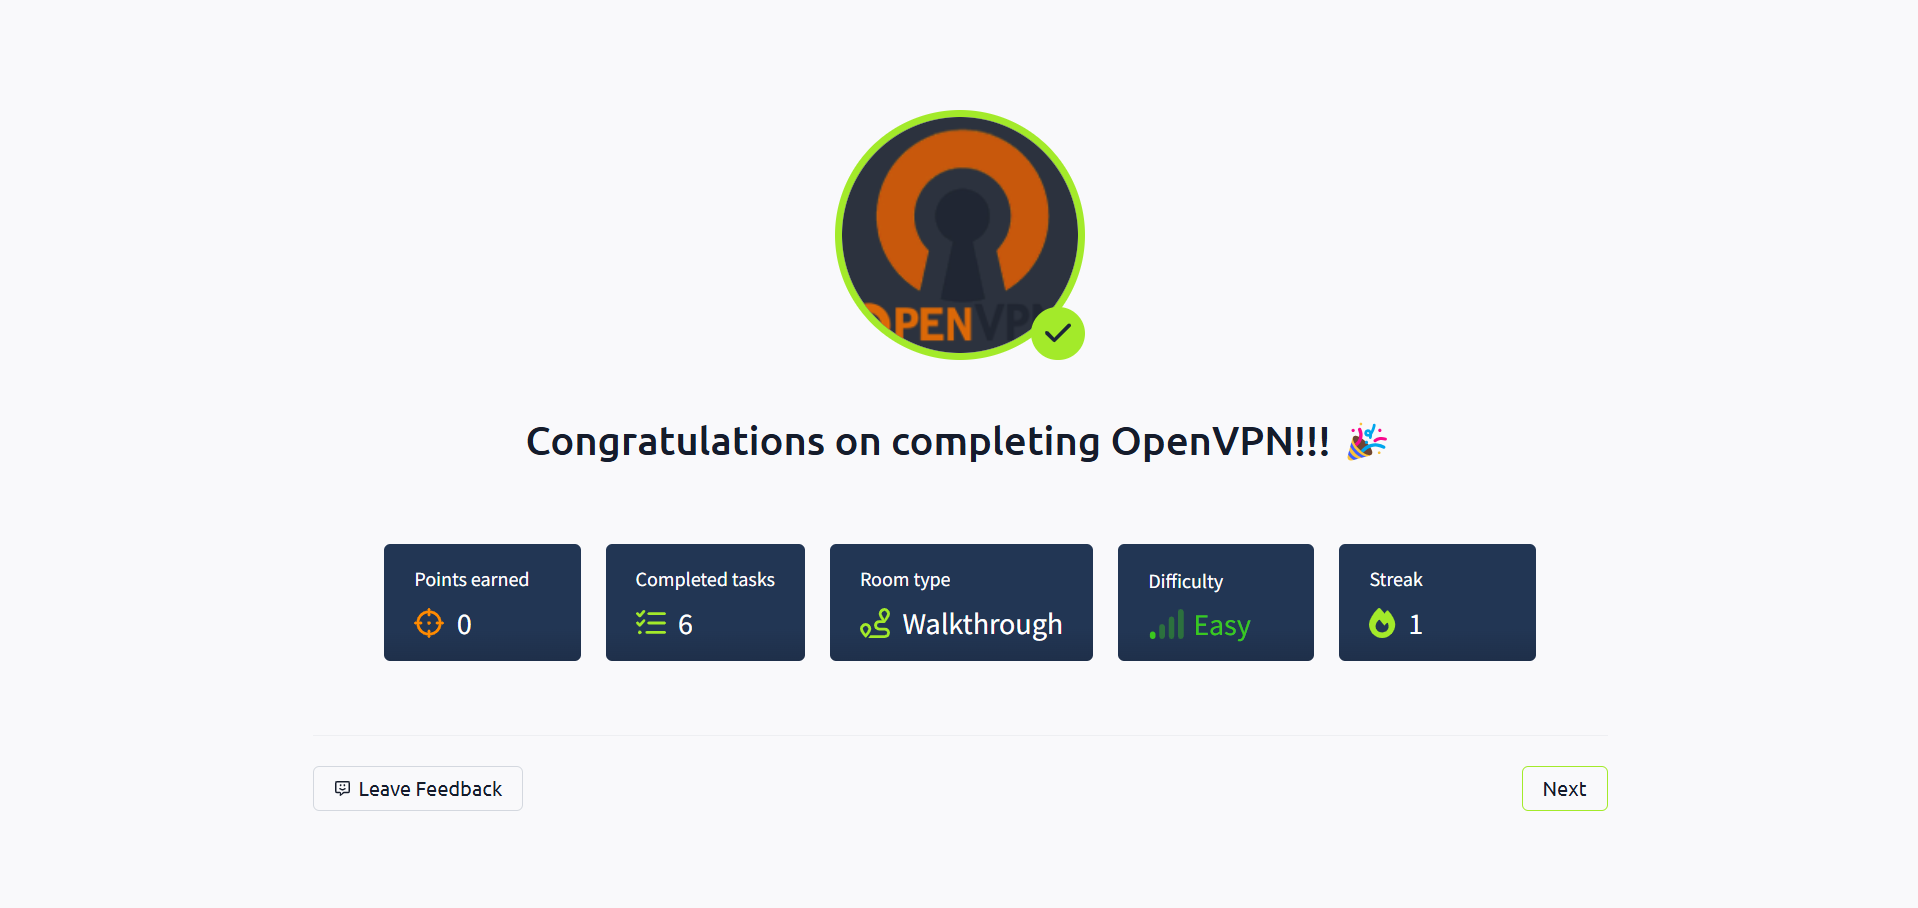 OPENVPN
Congratulations on completing OpenVPN!!! 🎉
Points earned
0
Completed tasks
6
Room type
Walkthrough
Difficulty
Easy
Streak
1
Leave Feedback
Next